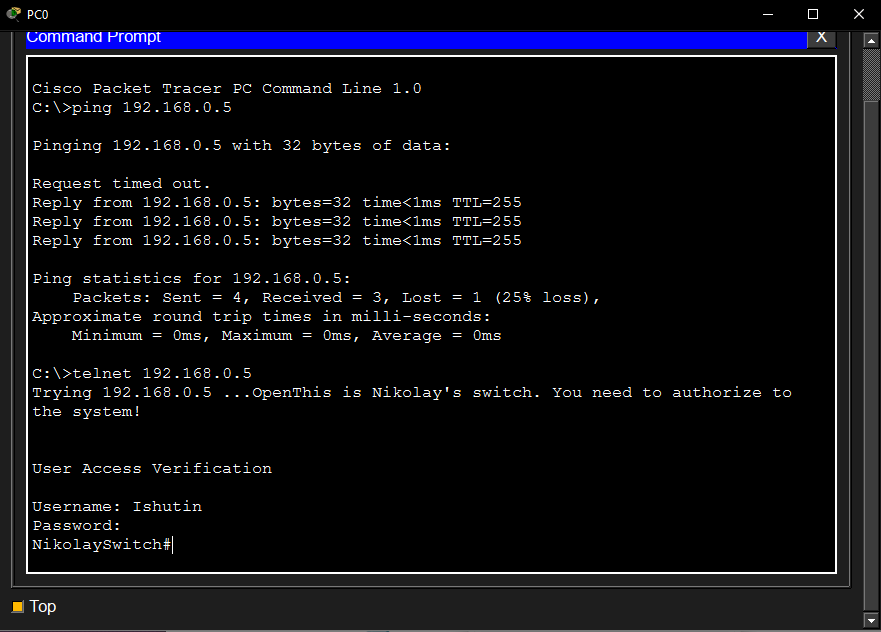 PC0
Command Prompt
X
Cisco Packet Tracer PC Command Line 1.0
C:\>ping 192.168.0.5
Pinging 192.168.0.5 with 32 bytes of data:
Request timed out.
Reply from 192.168.0.5: bytes=32 time<1ms TTL=255
Reply from 192.168.0.5: bytes=32 time<1ms TTL=255
Reply from 192.168.0.5: bytes=32 time<1ms TTL=255
Ping statistics for 192.168.0.5:
    Packets: Sent = 4, Received = 3, Lost = 1 (25% loss),
Approximate round trip times in milli-seconds:
    Minimum = 0ms, Maximum = 0ms, Average = 0ms
C:\>telnet 192.168.0.5
Trying 192.168.0.5 ...OpenThis is Nikolay's switch. You need to authorize to
the system!
User Access Verification
Username: Ishutin
Password:
NikolaySwitch#
Top